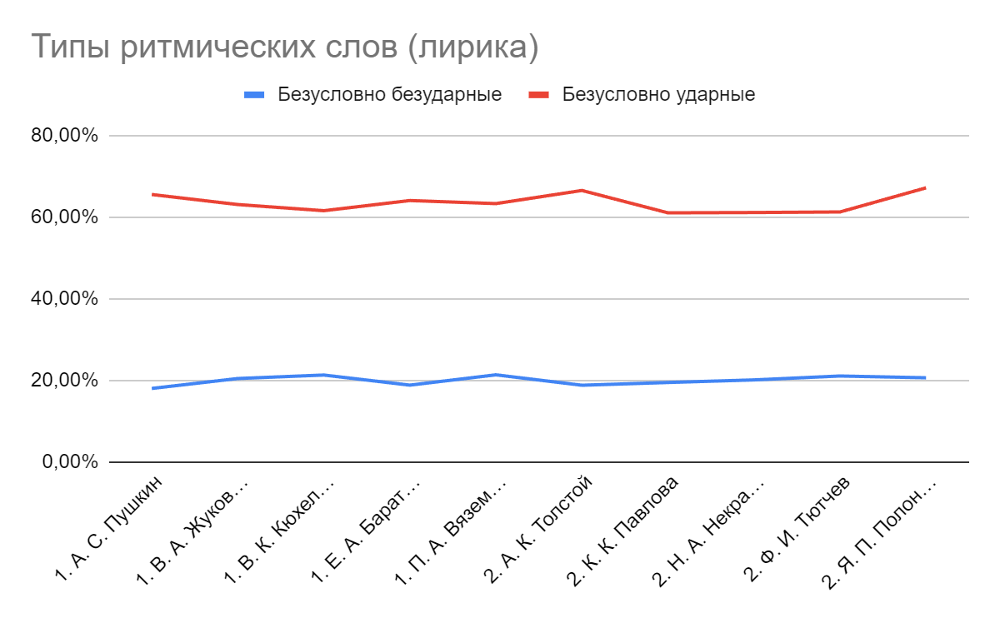 Типы ритмических слов (лирика)
Безусловно безударные
Безусловно ударные
80,00%
60,00%
40,00%
20,00%
0,00%
1. А. С. Пушкин
1. В. А. Жуков…
1. В. К. Кюхел…
1. Е. А. Барат…
1. П. А. Вязем…
2. А. К. Толстой
2. К. К. Павлова
2. Н. А. Некра…
2. Ф. И. Тютчев
2. Я. П. Полон…